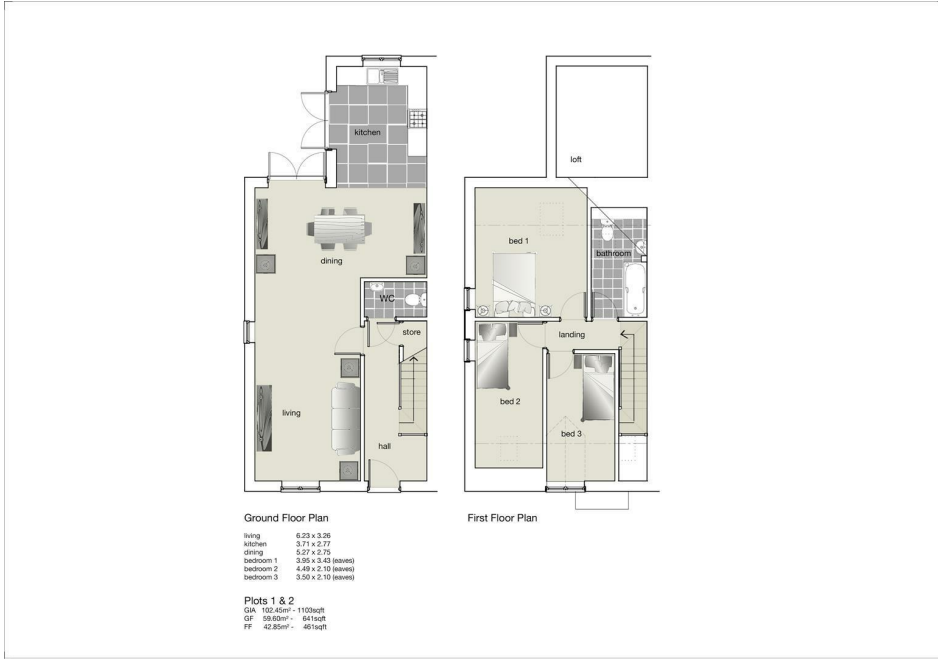 kitchen
loft
dining
bed 1
bathroom
WC
store
landing
living
bed 2
bed 3
hall
Ground Floor Plan
First Floor Plan
living 6.23 x 3.26
kitchen 3.71 x 2.77
dining 5.27 x 2.75
bedroom 1 3.95 x 3.43 (eaves)
bedroom 2 4.49 x 2.10 (eaves)
bedroom 3 3.50 x 2.10 (eaves)
Plots 1 & 2
GIA 102.45m² - 1103sqft
GF 59.60m² - 641sqft
FF 42.85m² - 461sqft